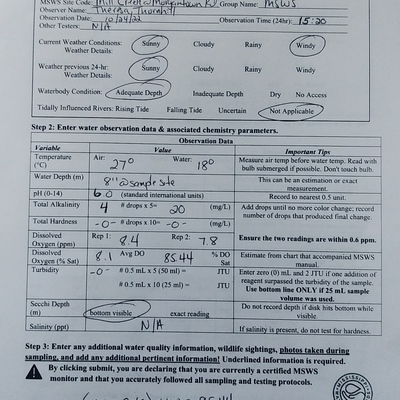 MSWS Site Code: Mill Creek@Morgantown Rd Group Name: MSWS
Observer Name: Theresa
Observation Date: 10/24/22 Observation Time (24hr): 15:20
Other Testers: N/A
Current Weather Conditions: Sunny Cloudy Rainy Windy
Weather Details:
Weather previous 24-hr: Sunny Cloudy Rainy Windy
Weather Details:
Waterbody Condition: Adequate Depth Inadequate Depth Dry No Access
Tidally Influenced Rivers: Rising Tide Falling Tide Uncertain Not Applicable
Step 2: Enter water observation data & associated chemistry parameters.
Observation Data
Variable Value Important Tips
Temperature (°C) Air: 27° Water: 18° Measure air temp before water temp. Read with bulb submerged if possible. Don't touch bulb.
Water Depth (m) 8"@sample site This can be an estimation or exact measurement.
pH (0-14) 6.0 (standard international units) Record to nearest 0.5 unit.
Total Alkalinity 4 # drops x 5= 20 (mg/L) Add drops until no more color change; record number of drops that produced final change.
Total Hardness -0- # drops x 10= -0- (mg/L)
Dissolved Oxygen (ppm) Rep 1: 8.4 Rep 2: 7.8 Ensure the two readings are within 0.6 ppm.
Dissolved Oxygen (% Sat) 8.1 Avg DO 85.44 % DO Sat Estimate from chart that accompanied MSWS manual.
Turbidity -0- # 0.5 mL x 5 (50 ml) = JTU Enter zero (0) mL and 2 JTU if one addition of reagent surpassed the turbidity of the sample.
# 0.5 mL x 10 (25 ml) = JTU Use bottom line ONLY if 25 mL sample volume was used.
Secchi Depth (m) bottom visible exact reading Do not record depth if disk hits bottom while visible.
Salinity (ppt) N/A If salinity is present, do not test for hardness.
Step 3: Enter any additional water quality information, wildlife sightings, photos taken during
sampling, and add any additional pertinent information! Underlined information is required.
By clicking submit, you are declaring that you are currently a certified MSWS
monitor and that you accurately followed all sampling and testing protocols.